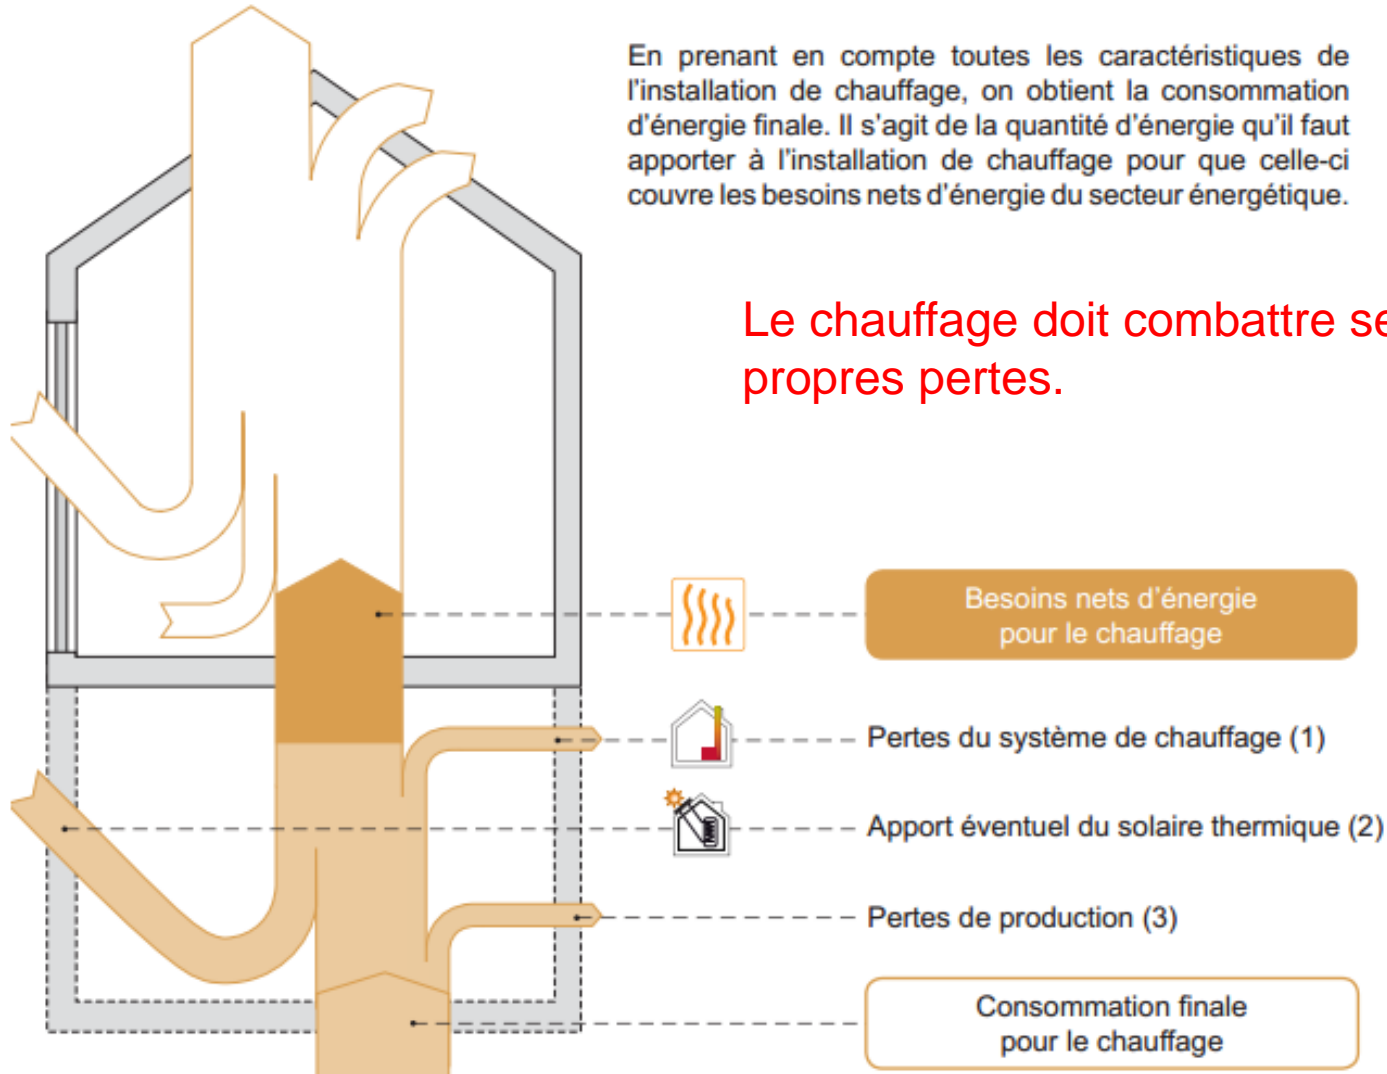 En prenant en compte toutes les caractéristiques de
l'installation de chauffage, on obtient la consommation
d'énergie finale. Il s'agit de la quantité d'énergie qu'il faut
apporter à l'installation de chauffage pour que celle-ci
couvre les besoins nets d'énergie du secteur énergétique.
Le chauffage doit combattre se
propres pertes.
Besoins nets d'énergie
pour le chauffage
Pertes du système de chauffage (1)
Apport éventuel du solaire thermique (2)
Pertes de production (3)
Consommation finale
pour le chauffage